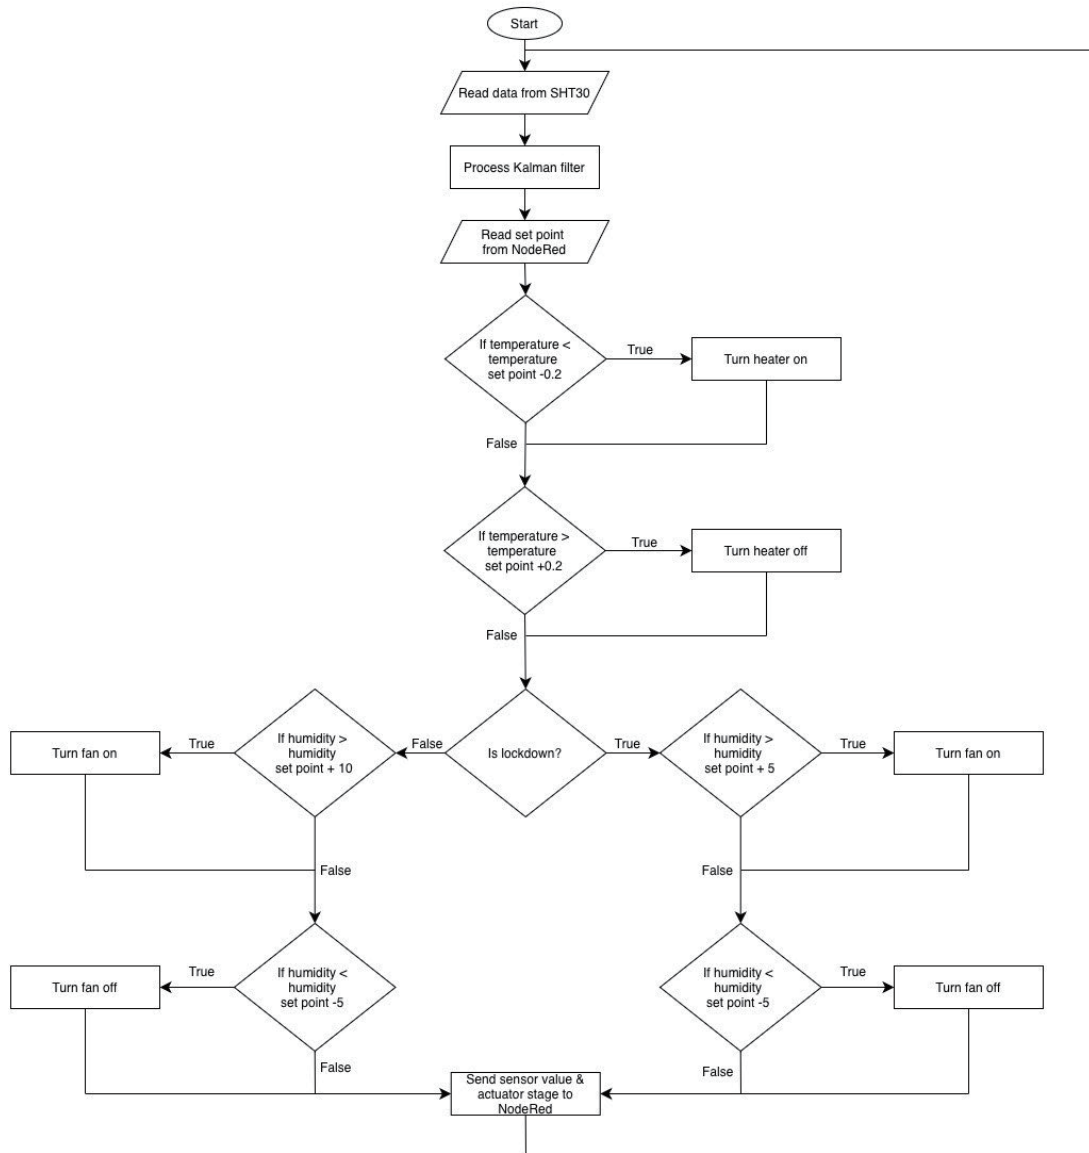 Start
Read data from SHT30
Process Kalman filter
Read set point
from NodeRed
If temperature <
temperature
set point -0.2
True
Turn heater on
False
If temperature >
temperature
set point +0.2
True
Turn heater off
False
Turn fan on
True
If humidity >
humidity
set point + 10
False
Is lockdown?
True
If humidity >
humidity
set point + 5
True
Turn fan on
False
False
Turn fan off
True
If humidity <
humidity
set point -5
If humidity <
humidity
set point -5
True
Turn fan off
False
False
Send sensor value &
actuator stage to
NodeRed